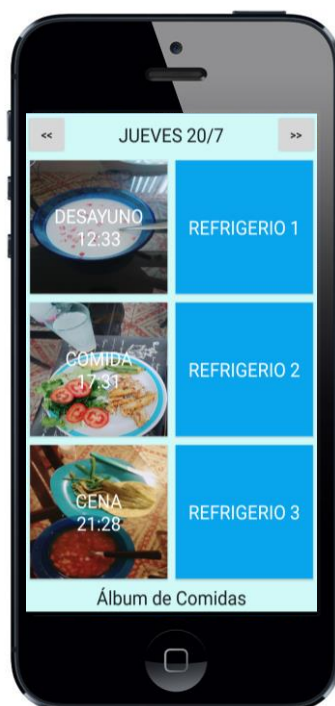 << JUEVES 20/7 >>
DESAYUNO
12:33
REFRIGERIO 1
COMIDA
17:31
REFRIGERIO 2
CENA
21:28
REFRIGERIO 3
Álbum de Comidas